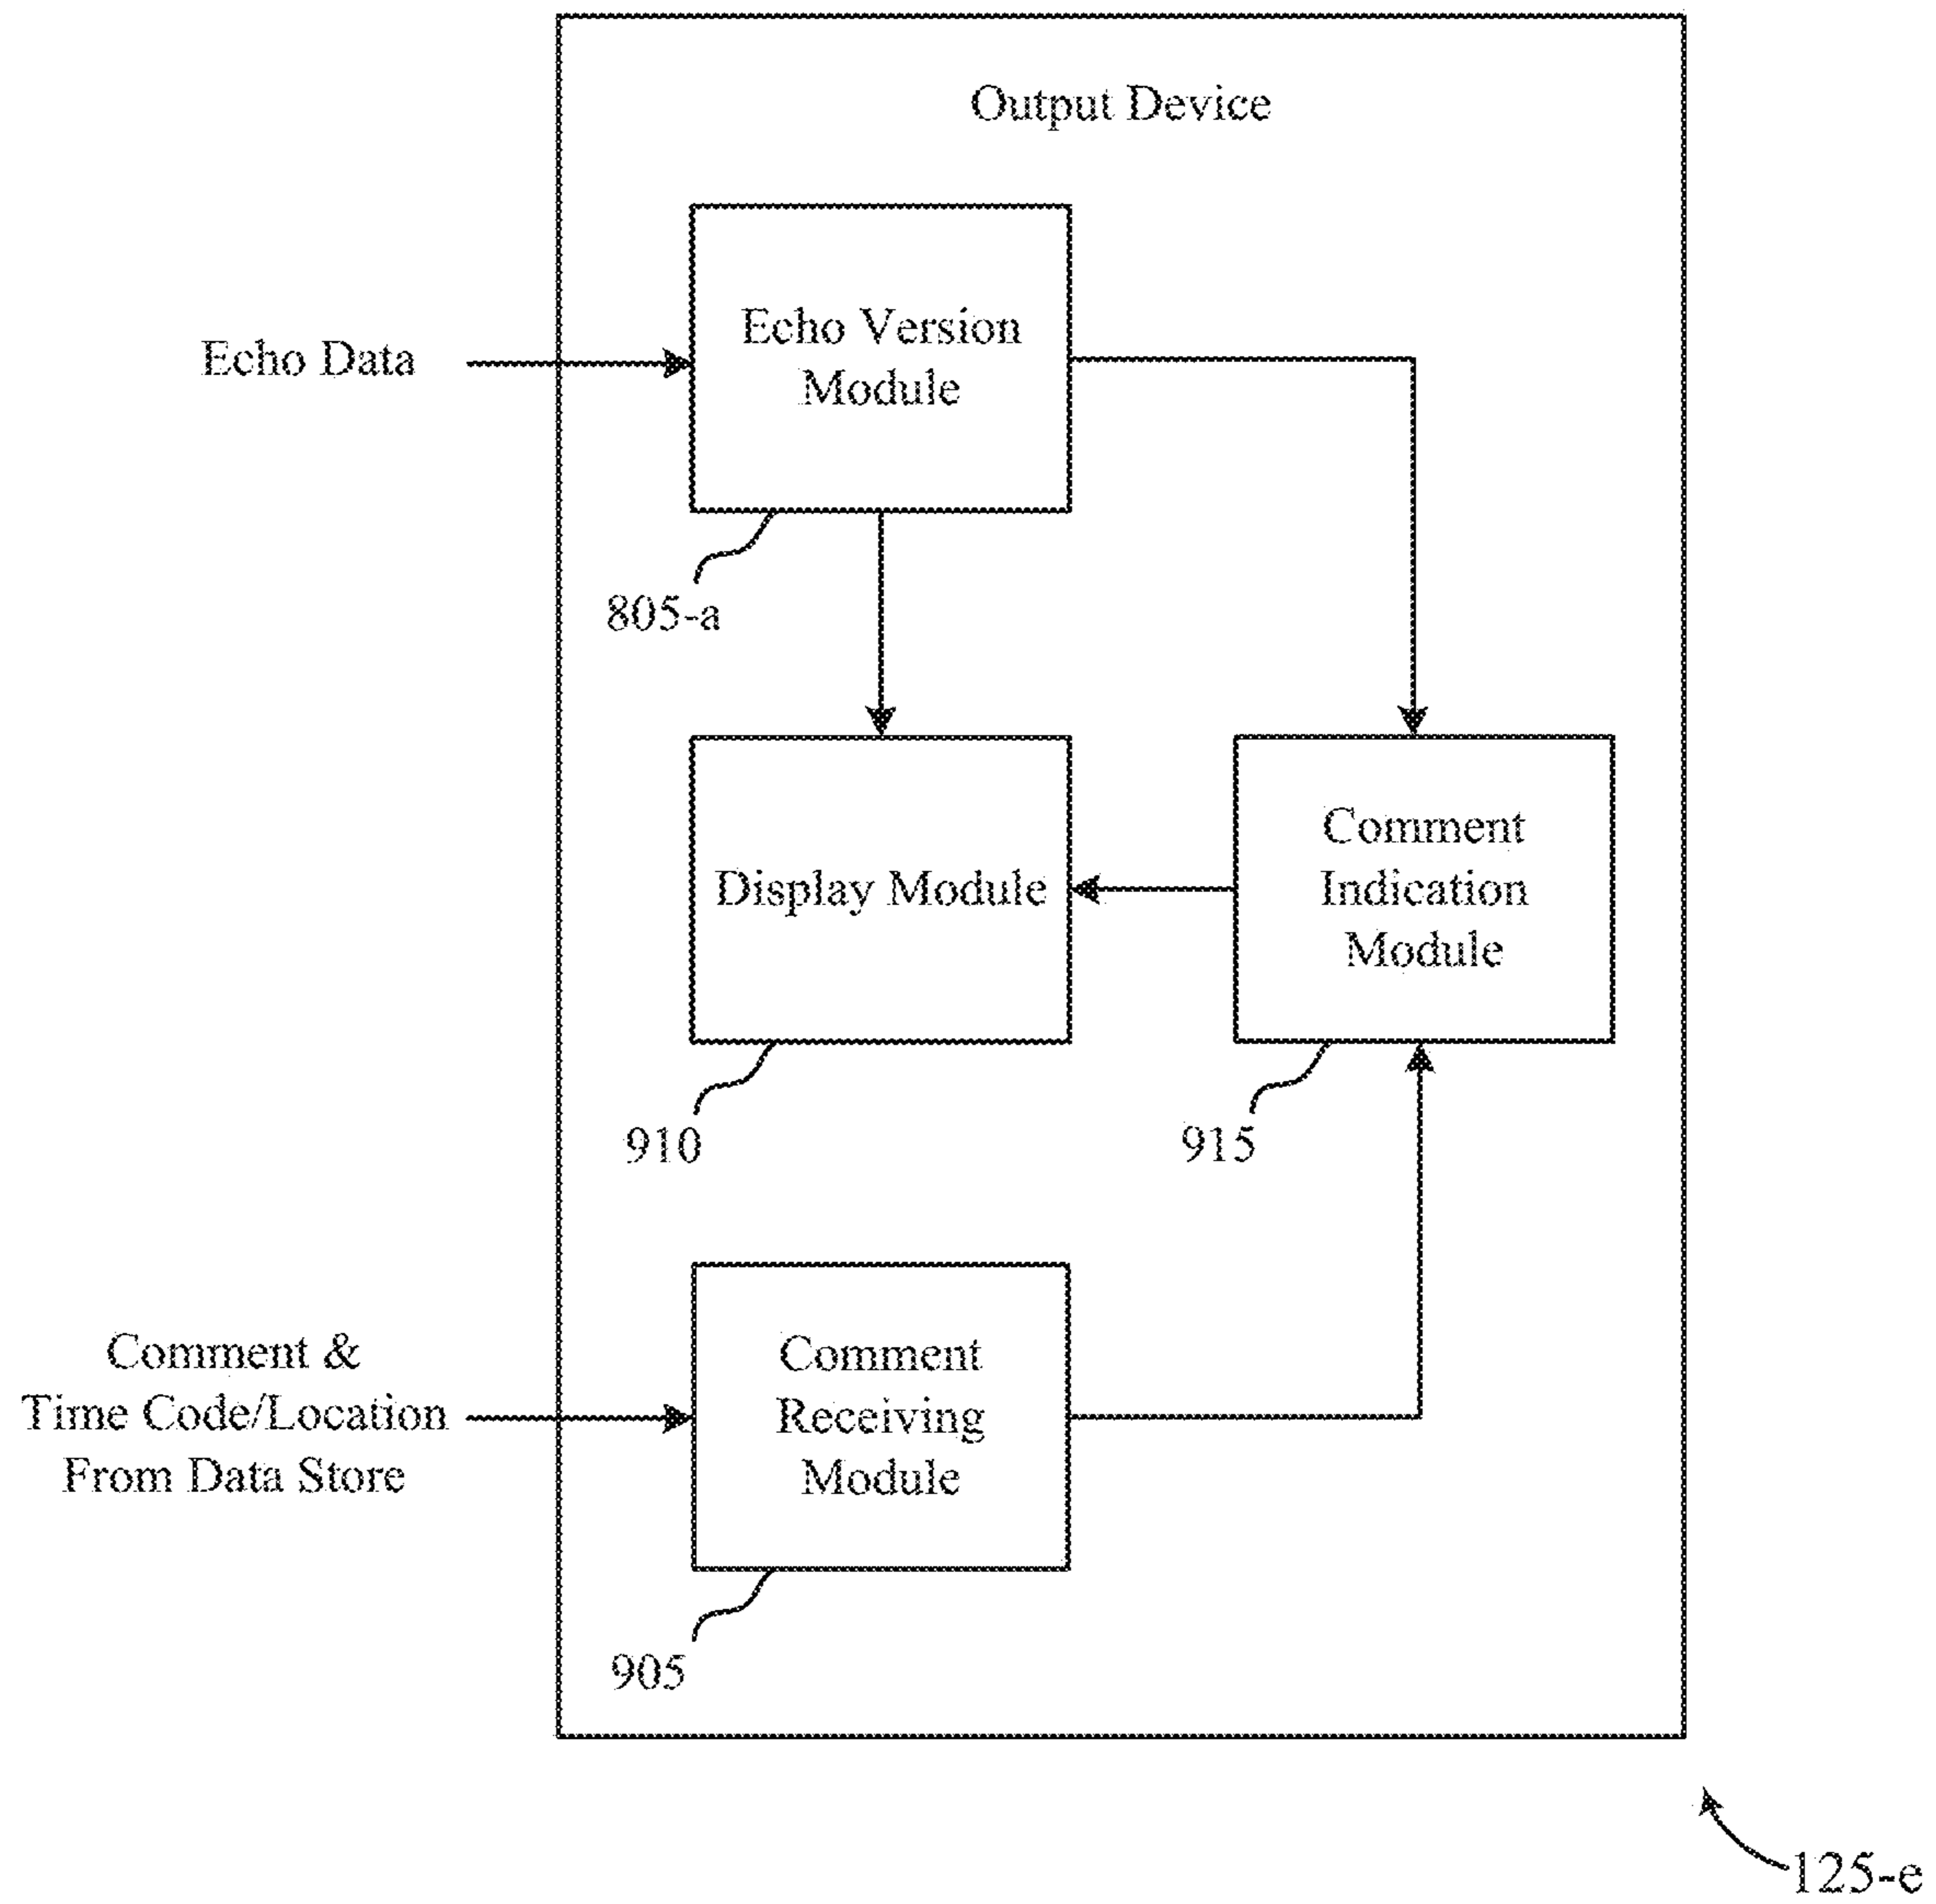 Output Device
Echo Data
Echo Version
Module
805-a
Display Module
Comment
Indication
Module
910
915
Comment &
Time Code/Location
From Data Store
Comment
Receiving
Module
905
125-e